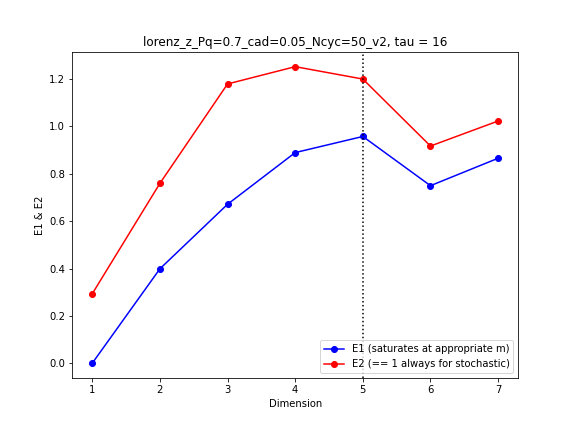 lorenz_z_Pq=0.7_cad=0.05_Ncyc=50_v2, tau = 16
E1 & E2
1.2
1.0
0.8
0.6
0.4
0.2
0.0
1 2 3 4 5 6 7
Dimension
E1 (saturates at appropriate m)
E2 (== 1 always for stochastic)